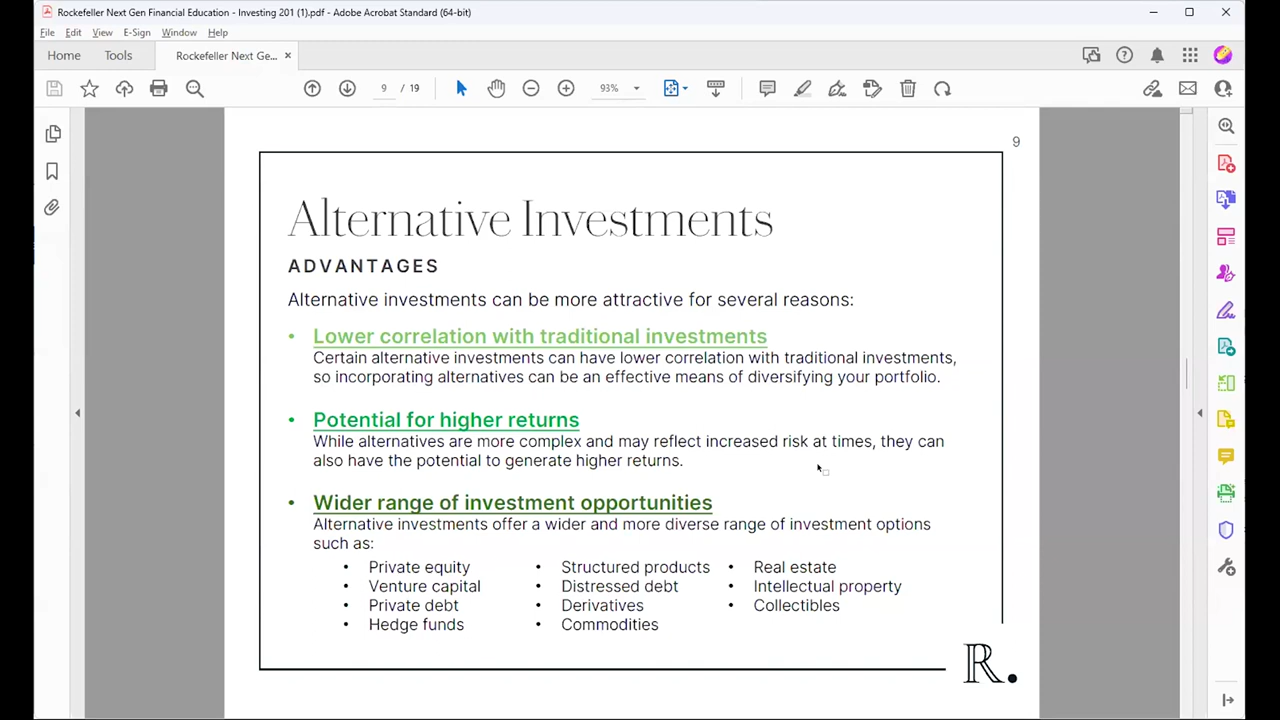 Rockefeller Next Gen Financial Education - Investing 201 (1).pdf - Adobe Acrobat Standard (64-bit)
File Edit View E-Sign Window Help
Home Tools Rockefeller Next Ge... ×
9 / 19 93%
9
Alternative Investments
ADVANTAGES
Alternative investments can be more attractive for several reasons:
• Lower correlation with traditional investments
Certain alternative investments can have lower correlation with traditional investments,
so incorporating alternatives can be an effective means of diversifying your portfolio.
• Potential for higher returns
While alternatives are more complex and may reflect increased risk at times, they can
also have the potential to generate higher returns.
• Wider range of investment opportunities
Alternative investments offer a wider and more diverse range of investment options
such as:
• Private equity
• Venture capital
• Private debt
• Hedge funds
• Structured products
• Distressed debt
• Derivatives
• Commodities
• Real estate
• Intellectual property
• Collectibles
R.